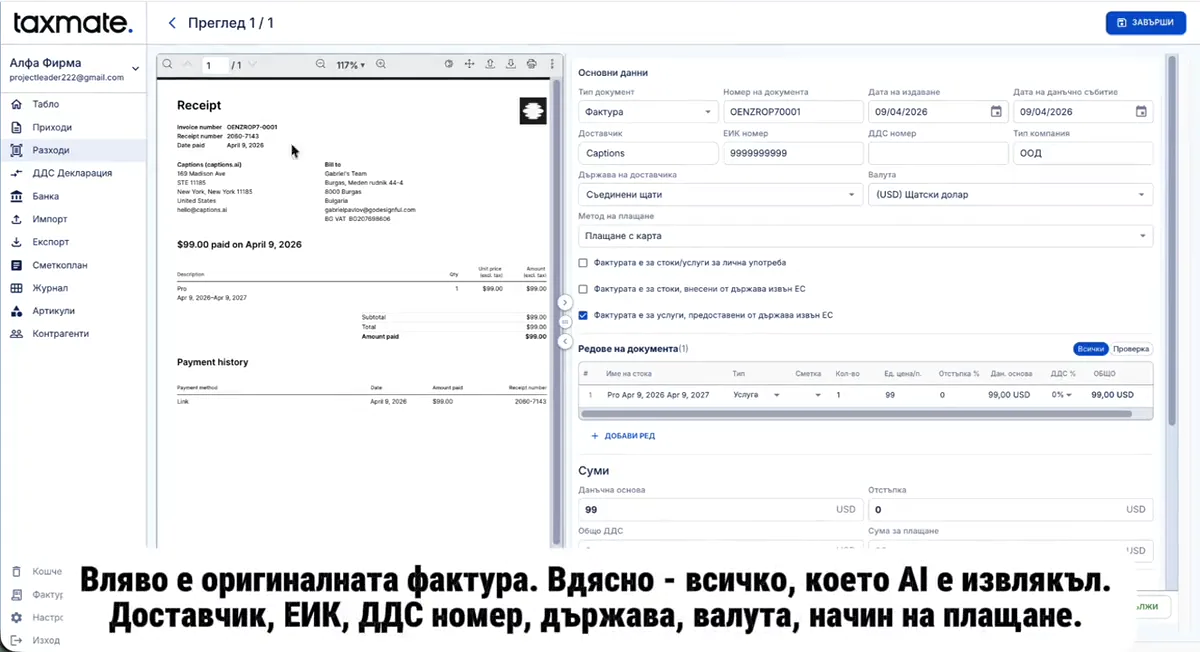 taxmate.
Преглед 1 / 1
ЗАВЪРШИ
Алфа Фирма
projectleader222@gmail.com
Табло
Приходи
Разходи
ДДС Декларация
Банка
Импорт
Експорт
Сметкоплан
Журнал
Артикули
Контрагенти
Кошче
Фактур
Настро
Изход
1 / 1
117%
Receipt
Invoice number OENZROP7-0001
Receipt number 2060-7143
Date paid April 9, 2026
Captions (captions.ai)
169 Madison Ave
STE 11185
New York, New York 11185
United States
hello@captions.ai
Bill to
Gabriel's Team
Burgas, Meden rudnik 44-4
8000 Burgas
Bulgaria
gabrielpavlov@godesignful.com
BG VAT BG207698606
$99.00 paid on April 9, 2026
Description Qty Unit price (excl. tax) Amount (excl. tax)
Pro 1 $99.00 $99.00
Apr 9, 2026–Apr 9, 2027
Subtotal $99.00
Total $99.00
Amount paid $99.00
Payment history
Payment method Date Amount paid Receipt number
Link April 9, 2026 $99.00 2060-7143
Основни данни
Тип документ Номер на документа Дата на издаване Дата на данъчно събитие
Фактура OENZROP70001 09/04/2026 09/04/2026
Доставчик ЕИК номер ДДС номер Тип компания
Captions 9999999999 ООД
Държава на доставчика Валута
Съединени щати (USD) Щатски долар
Метод на плащане
Плащане с карта
Фактурата е за стоки/услуги за лична употреба
Фактурата е за стоки, внесени от държава извън ЕС
Фактурата е за услуги, предоставени от държава извън ЕС
Редове на документа(1) Всички Проверка
# Име на стока Тип Сметка Кол-во Ед. цена/п. Отстъпка % Дан. основа ДДС % ОБЩО
1 Pro Apr 9, 2026 Apr 9, 2027 Услуга 1 99 0 99,00 USD 0% 99,00 USD
+ ДОБАВИ РЕД
Суми
Данъчна основа Отстъпка
99 USD 0 USD
Общо ДДС Сума за плащане
USD
Вляво е оригиналната фактура. Вдясно - всичко, което AI е извлякъл.
Доставчик, ЕИК, ДДС номер, държава, валута, начин на плащане.